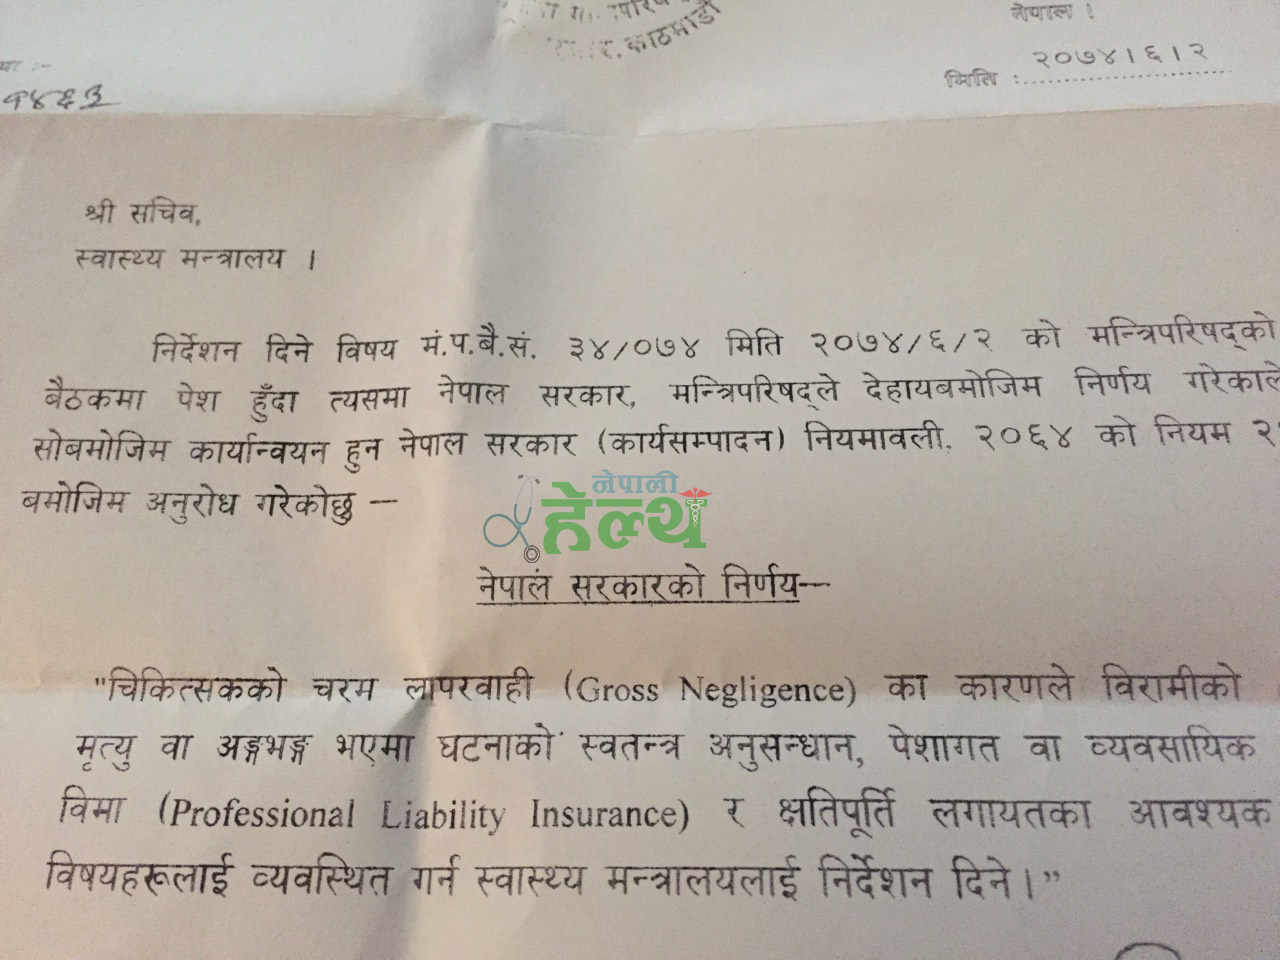 काठमाडौं
नेपाल ।
मिति :
२०७४।६।२
१४६३
श्री सचिव,
स्वास्थ्य मन्त्रालय ।
निर्देशन दिने विषय मं.प.बै.सं. ३४/०७४ मिति २०७४/६/२ को मन्त्रिपरिषद्को
बैठकमा पेश हुँदा त्यसमा नेपाल सरकार, मन्त्रिपरिषद्ले देहायबमोजिम निर्णय गरेकाले
सोबमोजिम कार्यान्वयन हुन नेपाल सरकार (कार्यसम्पादन) नियमावली, २०६४ को नियम
बमोजिम अनुरोध गरेकोछु –
नेपाली
हेल्थ
नेपाल सरकारको निर्णय–
"चिकित्सकको चरम लापरवाही (Gross Negligence) का कारणले विरामीको
मृत्यु वा अङ्गभङ्ग भएमा घटनाको स्वतन्त्र अनुसन्धान, पेशागत वा व्यवसायिक
विमा (Professional Liability Insurance) र क्षतिपूर्ति लगायतका आवश्यक
विषयहरूलाई व्यवस्थित गर्न स्वास्थ्य मन्त्रालयलाई निर्देशन दिने।"